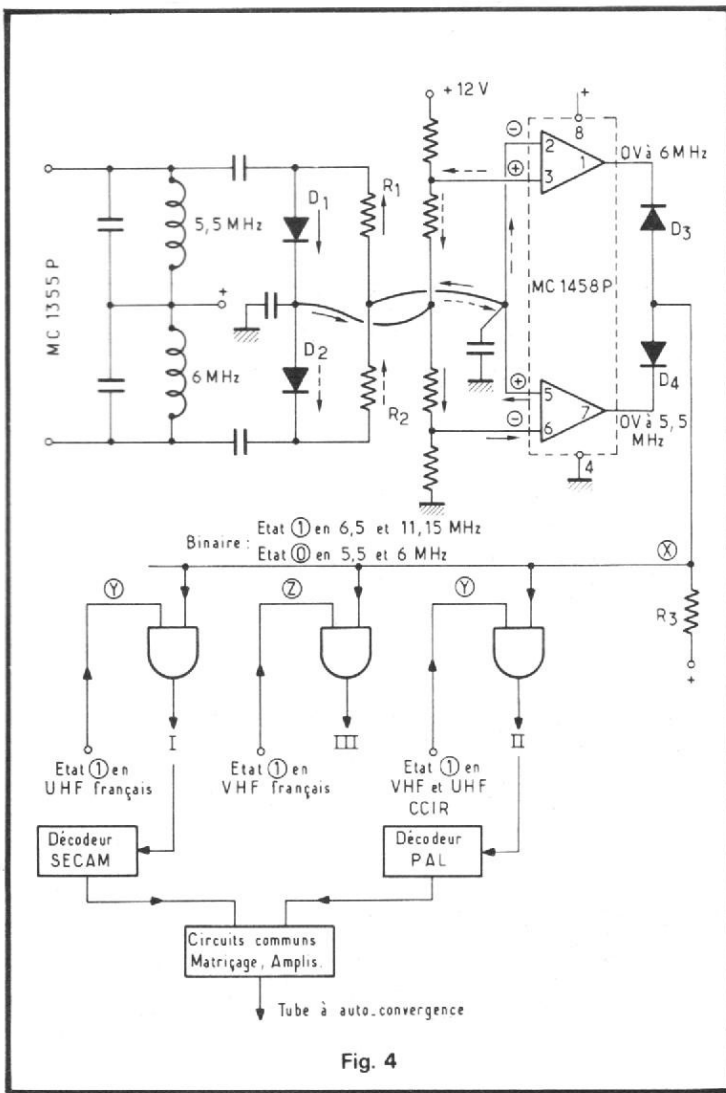 + 12 V
+
8
2
3
1
0V à 6 MHz
D3
MC 1458 P
D4
5
6
7
0V à 5,5
MHz
4
MC 1355 P
5,5 MHz
6 MHz
+
D1
D2
R1
R2
Binaire :
Etat ① en 6,5 et 11,15 MHz
Etat ⓪ en 5,5 et 6 MHz
Ⓧ
R3
+
Ⓨ
Ⓩ
Ⓨ
I
III
II
Etat ① en
UHF français
Etat ① en
VHF français
Etat ① en
VHF et UHF
CCIR
Décodeur
SECAM
Décodeur
PAL
Circuits communs
Matriçage, Amplis.
Tube à auto_convergence
Fig. 4